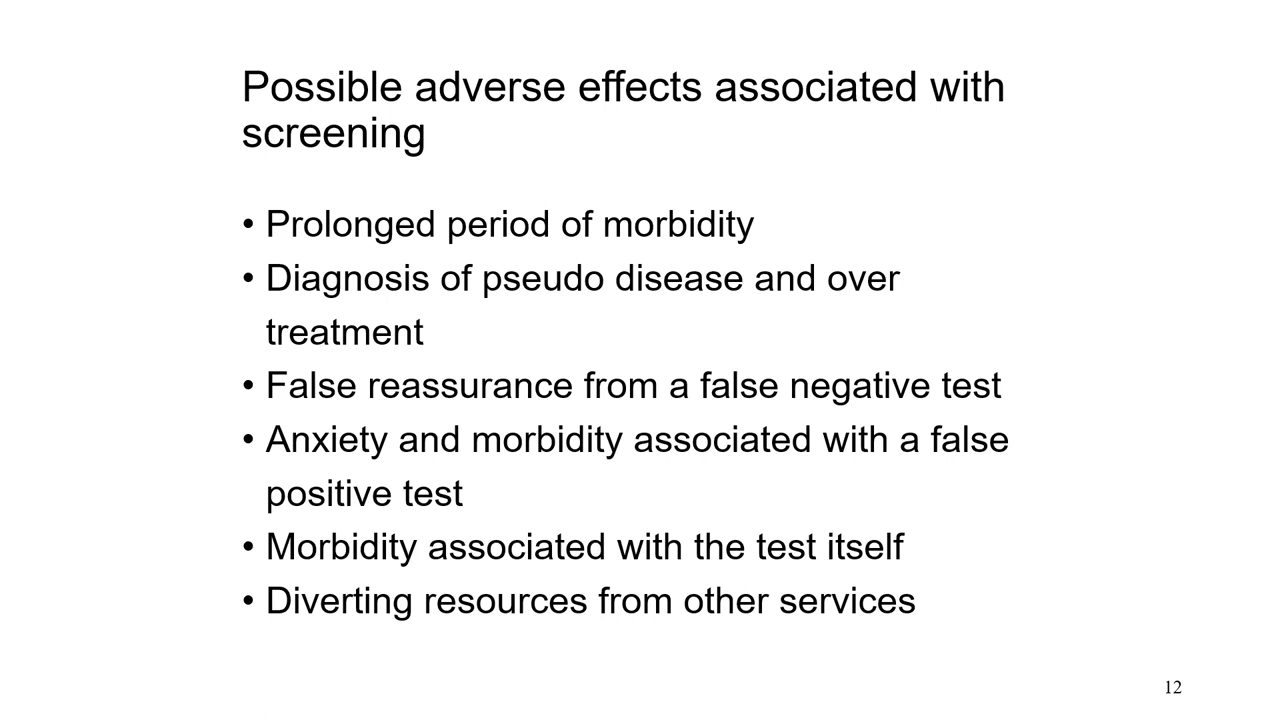 Possible adverse effects associated with
screening
• Prolonged period of morbidity
• Diagnosis of pseudo disease and over
treatment
• False reassurance from a false negative test
• Anxiety and morbidity associated with a false
positive test
• Morbidity associated with the test itself
• Diverting resources from other services
12